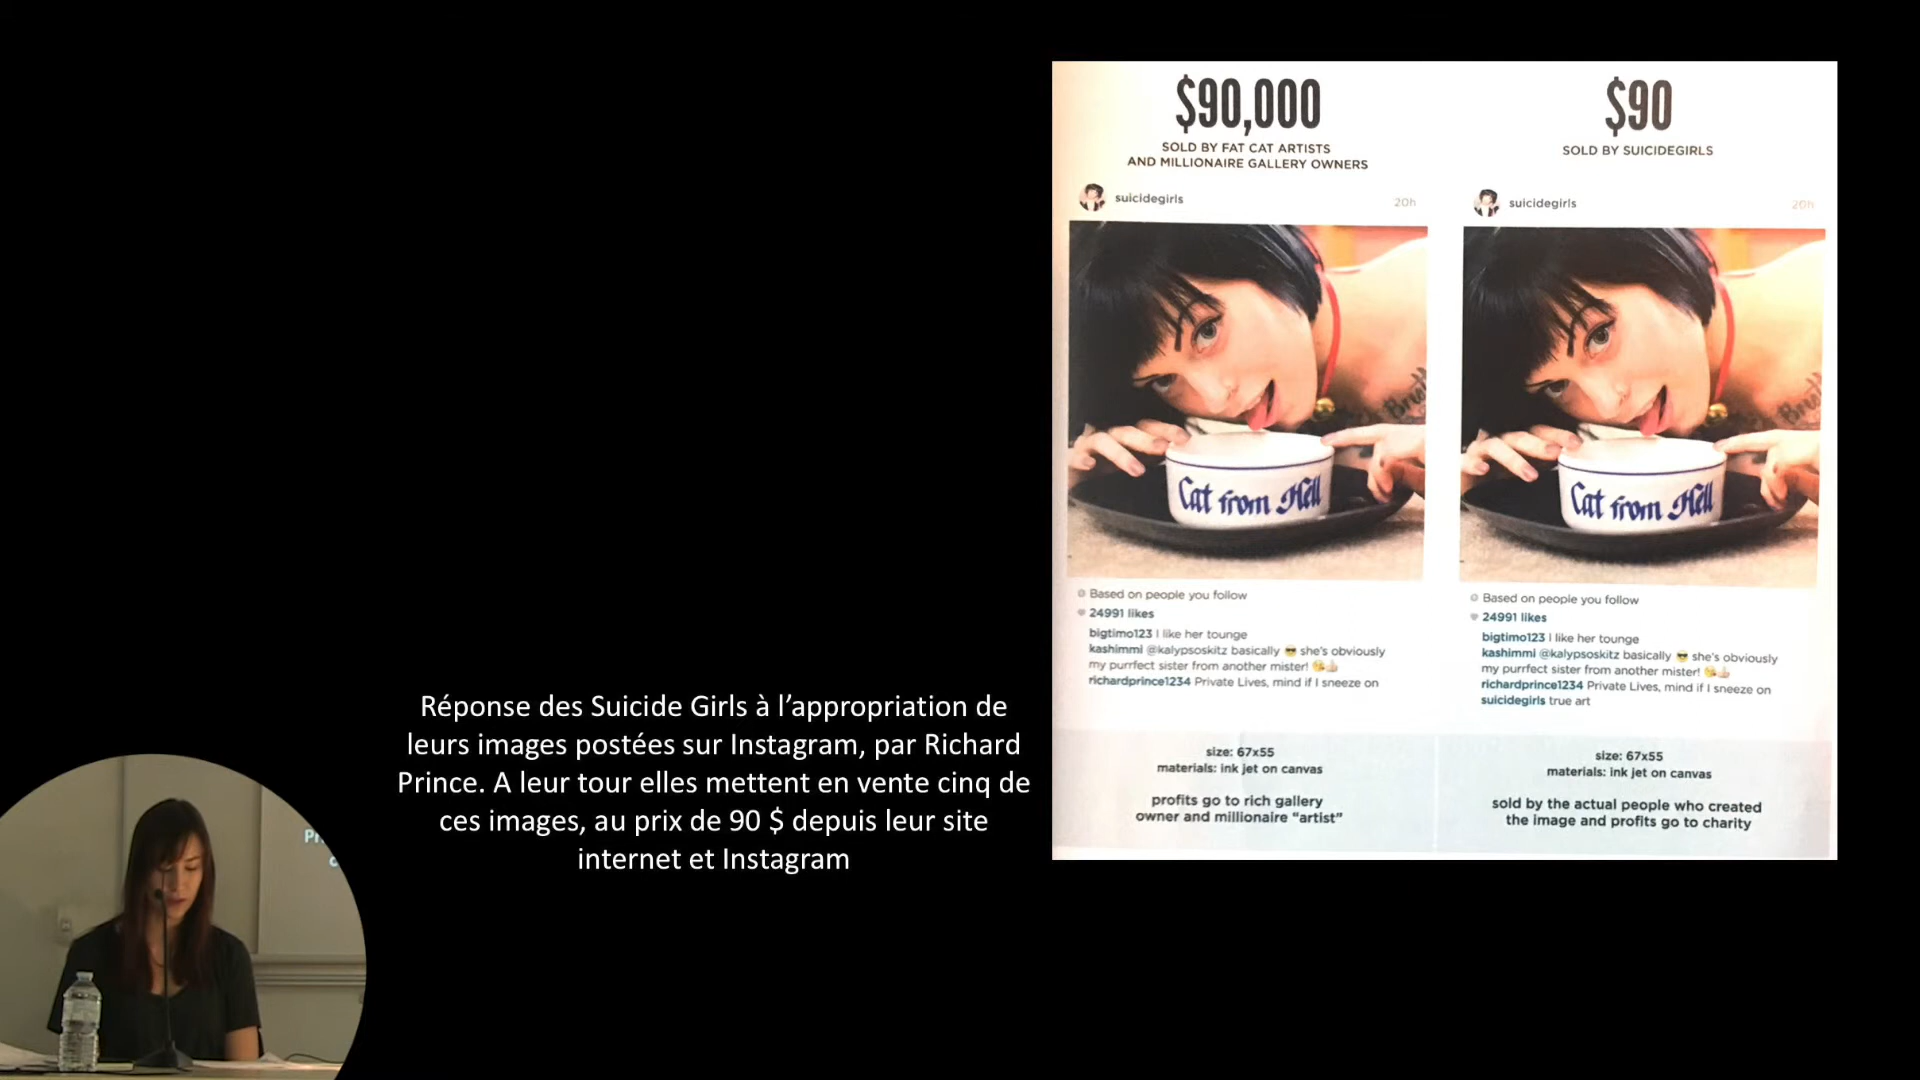 $90,000
SOLD BY FAT CAT ARTISTS
AND MILLIONAIRE GALLERY OWNERS
suicidegirls
20h
Cat from Hell
Based on people you follow
24991 likes
bigtimo123 I like her tounge
kashimmi @kalypsoskitz basically 😎 she's obviously
my purrfect sister from another mister! 😘👍
richardprince1234 Private Lives, mind if I sneeze on
size: 67x55
materials: ink jet on canvas
profits go to rich gallery
owner and millionaire "artist"
$90
SOLD BY SUICIDEGIRLS
suicidegirls
20h
Brutt
Cat from Hell
Based on people you follow
24991 likes
bigtimo123 I like her tounge
kashimmi @kalypsoskitz basically 😎 she's obviously
my purrfect sister from another mister! 😘👍
richardprince1234 Private Lives, mind if I sneeze on
suicidegirls true art
size: 67x55
materials: ink jet on canvas
sold by the actual people who created
the image and profits go to charity
Réponse des Suicide Girls à l’appropriation de
leurs images postées sur Instagram, par Richard
Prince. A leur tour elles mettent en vente cinq de
ces images, au prix de 90 $ depuis leur site
internet et Instagram